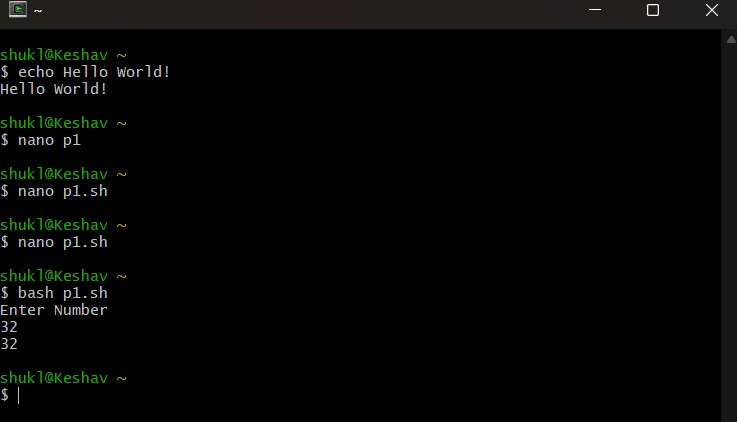 ~
shukl@Keshav ~
$ echo Hello World!
Hello World!
shukl@Keshav ~
$ nano p1
shukl@Keshav ~
$ nano p1.sh
shukl@Keshav ~
$ nano p1.sh
shukl@Keshav ~
$ bash p1.sh
Enter Number
32
32
shukl@Keshav ~
$